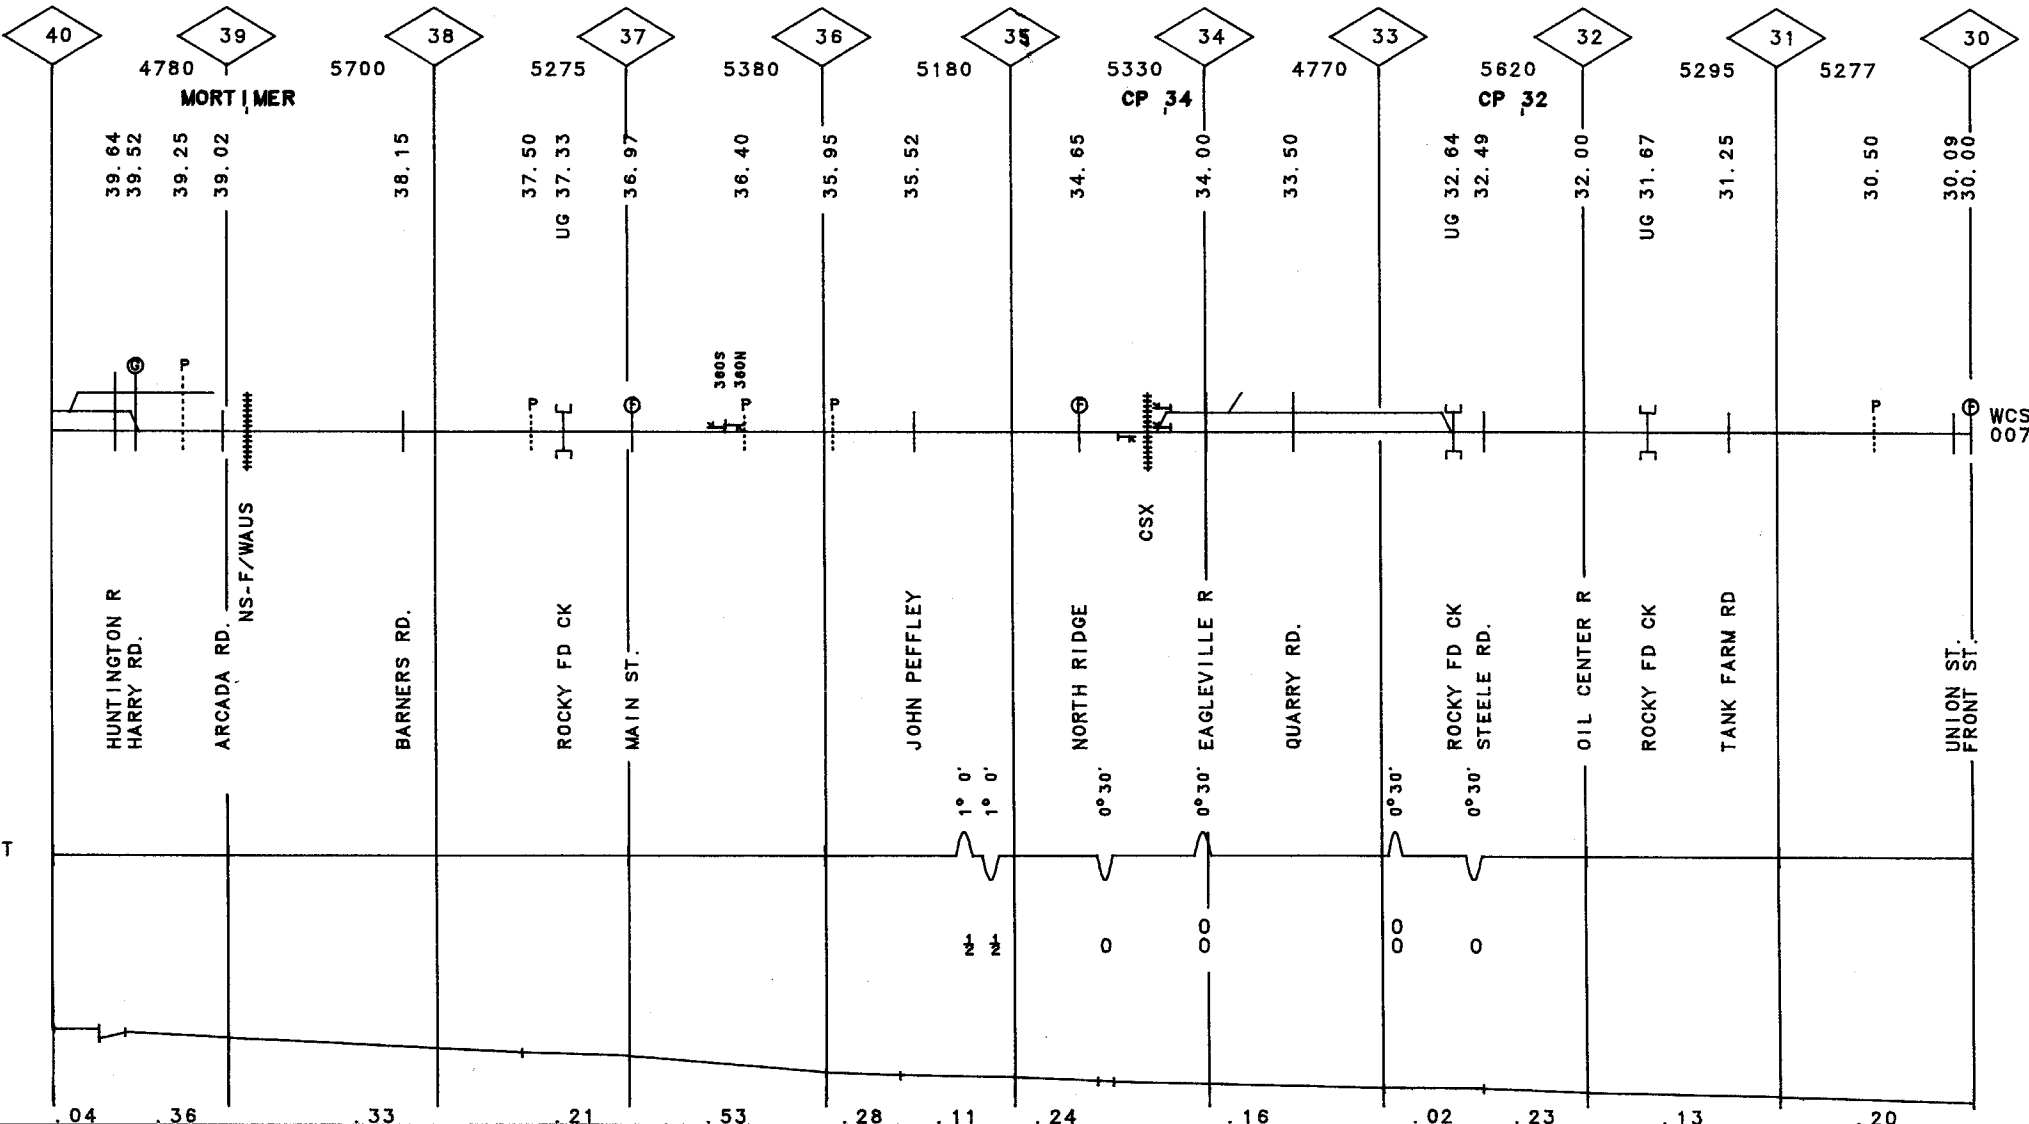 40 39 38 37 36 35 34 33 32 31 30
4780 5700 5275 5380 5180 5330 4770 5620 5295 5277
MORTIMER CP 34 CP 32
39.64
39.52
39.25
39.02
38.15
37.50
UG 37.33
36.97
36.40
35.95
35.52
34.65
34.00
33.50
UG 32.64
32.49
32.00
UG 31.67
31.25
30.50
30.09
30.00
G
P
P
F
360S
360N
P
P
F
P
F
WCS
007
NS-F/WAUS
CSX
HUNTINGTON R
HARRY RD.
ARCADA RD.
BARNERS RD.
ROCKY FD CK
MAIN ST.
JOHN PEFFLEY
NORTH RIDGE
EAGLEVILLE R
QUARRY RD.
ROCKY FD CK
STEELE RD.
OIL CENTER R
ROCKY FD CK
TANK FARM RD
UNION ST.
FRONT ST.
1° 0'
1° 0'
0°30'
0°30'
0°30'
0°30'
T
0 0
½ ½ 0 0 0 0
.04 .36 .33 .21 .53 .28 .11 .24 .16 .02 .23 .13 .20